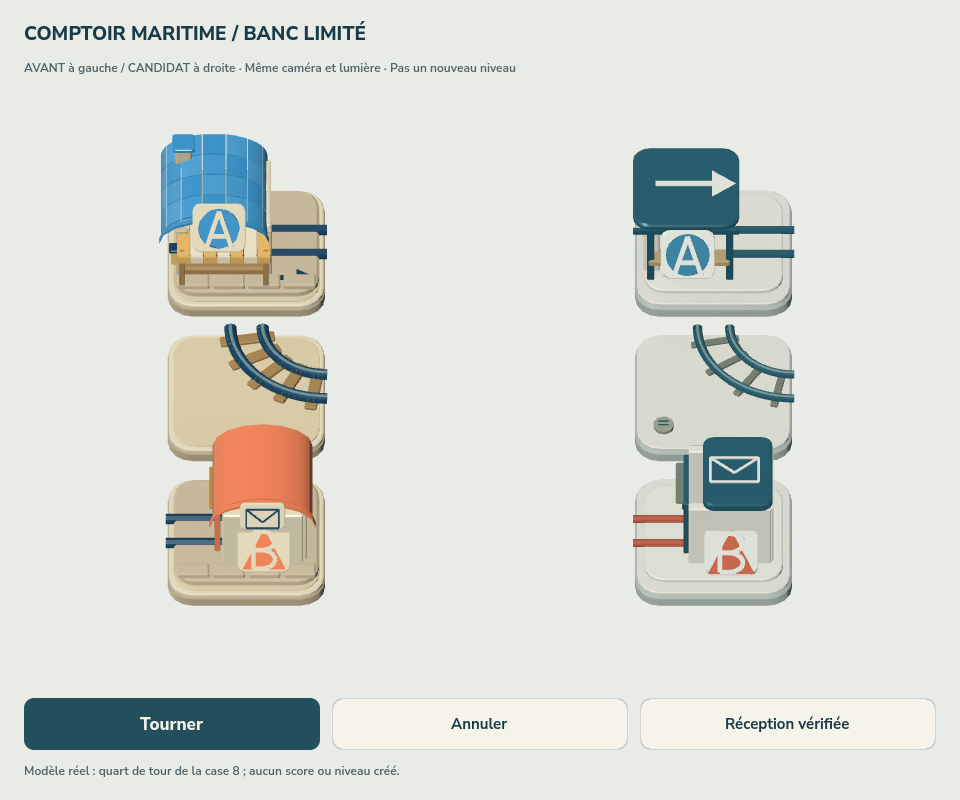 COMPTOIR MARITIME / BANC LIMITÉ
AVANT à gauche / CANDIDAT à droite · Même caméra et lumière · Pas un nouveau niveau
A
A
B
B
Tourner
Annuler
Réception vérifiée
Modèle réel : quart de tour de la case 8 ; aucun score ou niveau créé.